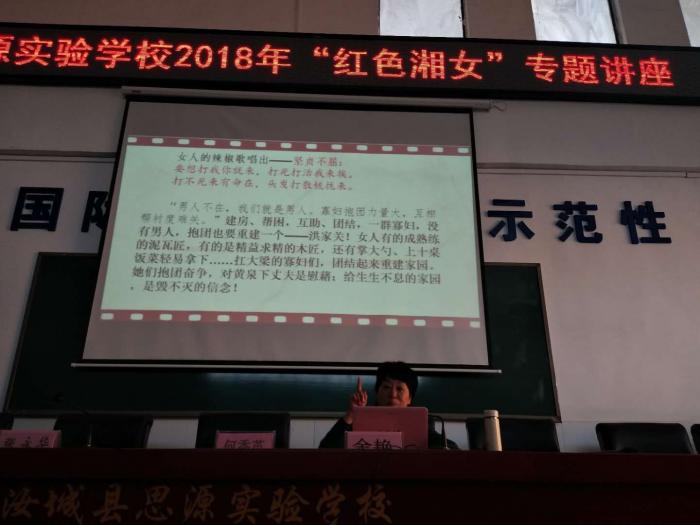 源实验学校2018年“红色湘女”专题讲座
女人的辣椒歌唱出——坚贞不屈：
要想打我你就来，打死打活我来挨。
打不死来有命在，头发打散梳拢来。
“男人不在，我们就是男人。寡妇抱团力量大，互相
帮衬度难关。”建房、帮困、互助、团结，一群寡妇，没
有男人，抱团也要重建一个——洪家关！女人有的成熟练
的泥瓦匠，有的是精益求精的木匠，还有掌大勺、上十桌
饭菜轻易拿下……扛大梁的寡妇们，团结起来重建家园。
她们抱团奋争，对黄泉下丈夫是慰藉；给生生不息的家园
，是毁不灭的信念！
国防
示范性
何香英
金艳
汝城县思源实验学校